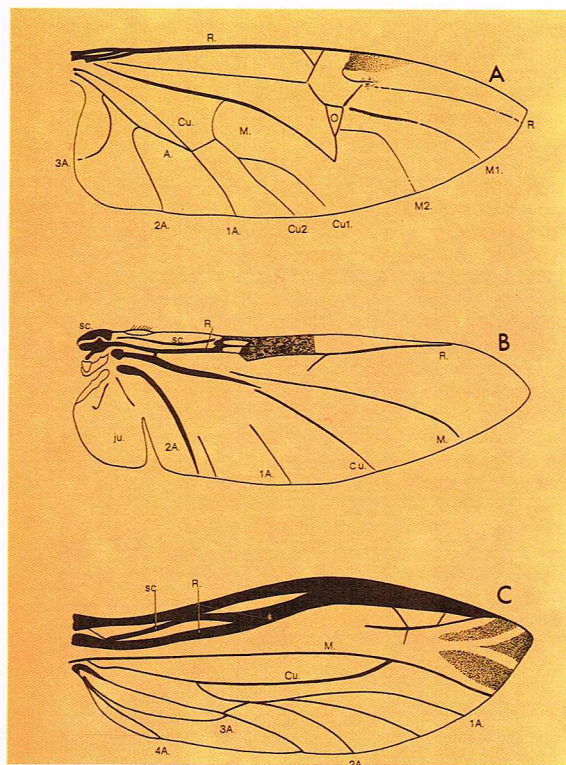 R.
A
Cu.
M.
O
A.
3A.
R.
M1.
M2.
2A.
1A.
Cu2.
Cu1.
sc.
R.
sc
B
R.
ju.
2A.
M.
1A.
Cu.
sc
R.
C
M.
Cu.
3A.
1A.
4A.
2A.